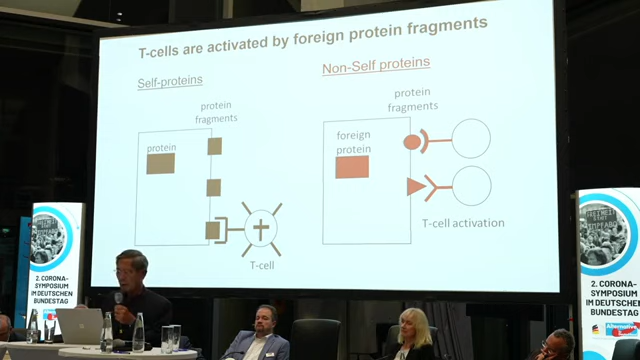 T-cells are activated by foreign protein fragments
Self-proteins
protein
fragments
protein
T-cell
Non-Self proteins
protein
fragments
foreign
protein
T-cell activation
2. CORONA-
SYMPOSIUM
IM DEUTSCHEN
BUNDESTAG
2. CORONA-
SYMPOSIUM
IM DEUTSCHEN
BUNDESTAG
Alternative